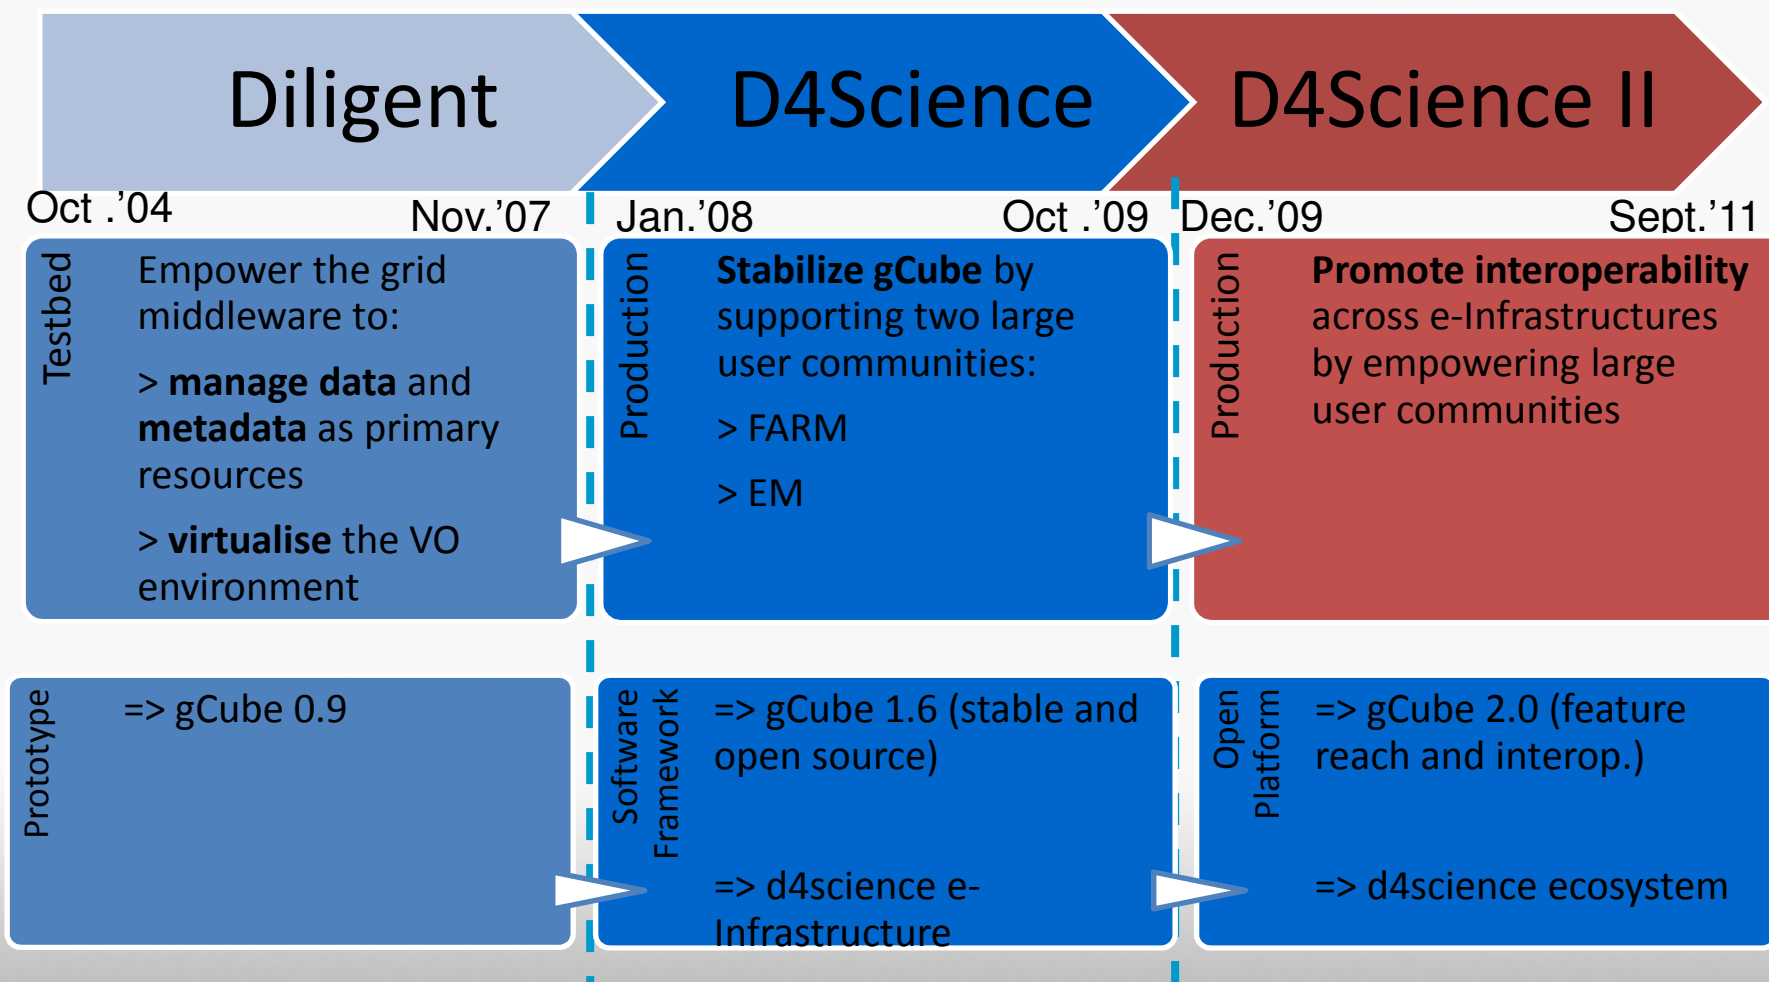 Diligent
D4Science
D4Science II
Oct .'04
Nov.'07
Jan.'08
Oct .'09
Dec.'09
Sept.'11
Testbed
Empower the grid
middleware to:
> manage data and
metadata as primary
resources
> virtualise the VO
environment
Production
Stabilize gCube by
supporting two large
user communities:
> FARM
> EM
Production
Promote interoperability
across e-Infrastructures
by empowering large
user communities
Prototype
=> gCube 0.9
Software
Framework
=> gCube 1.6 (stable and
open source)
=> d4science e-
Infrastructure
Open
Platform
=> gCube 2.0 (feature
reach and interop.)
=> d4science ecosystem